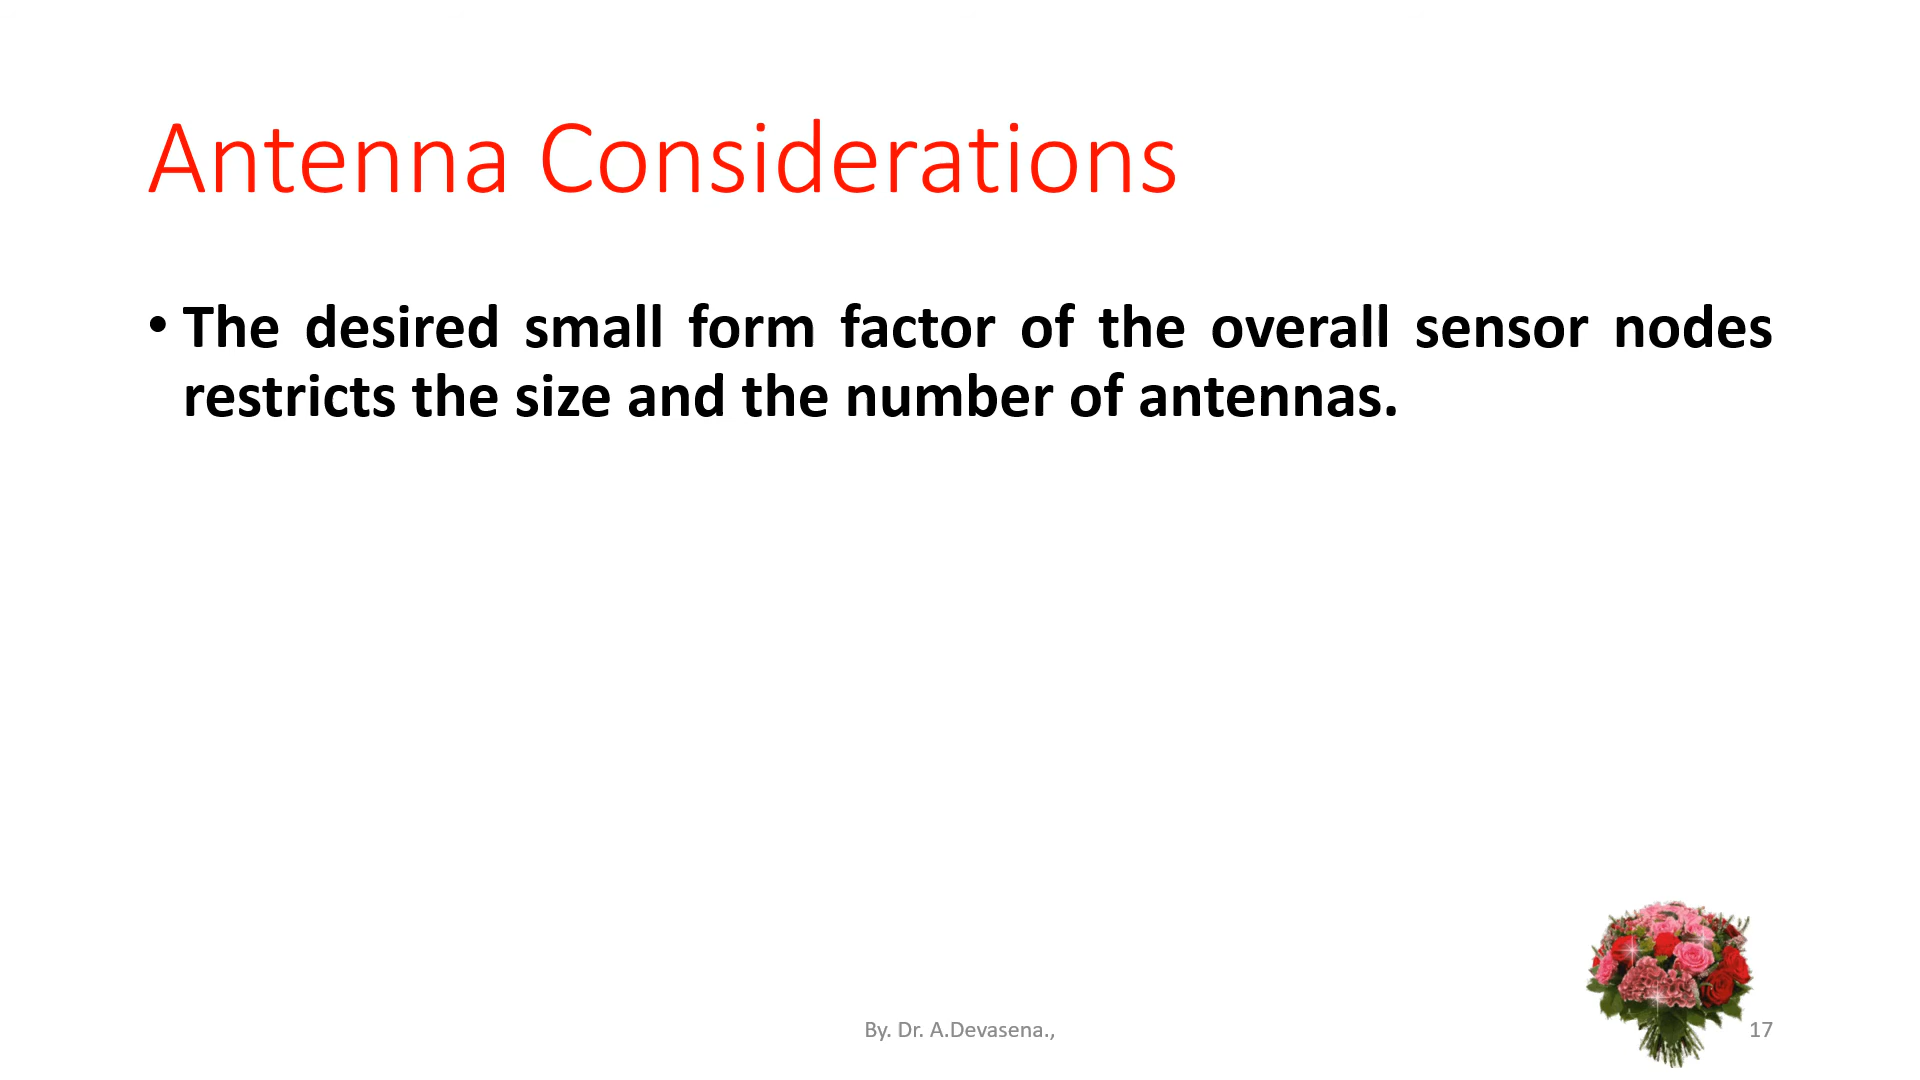 Antenna Considerations
• The desired small form factor of the overall sensor nodes
restricts the size and the number of antennas.
By. Dr. A.Devasena.,
17